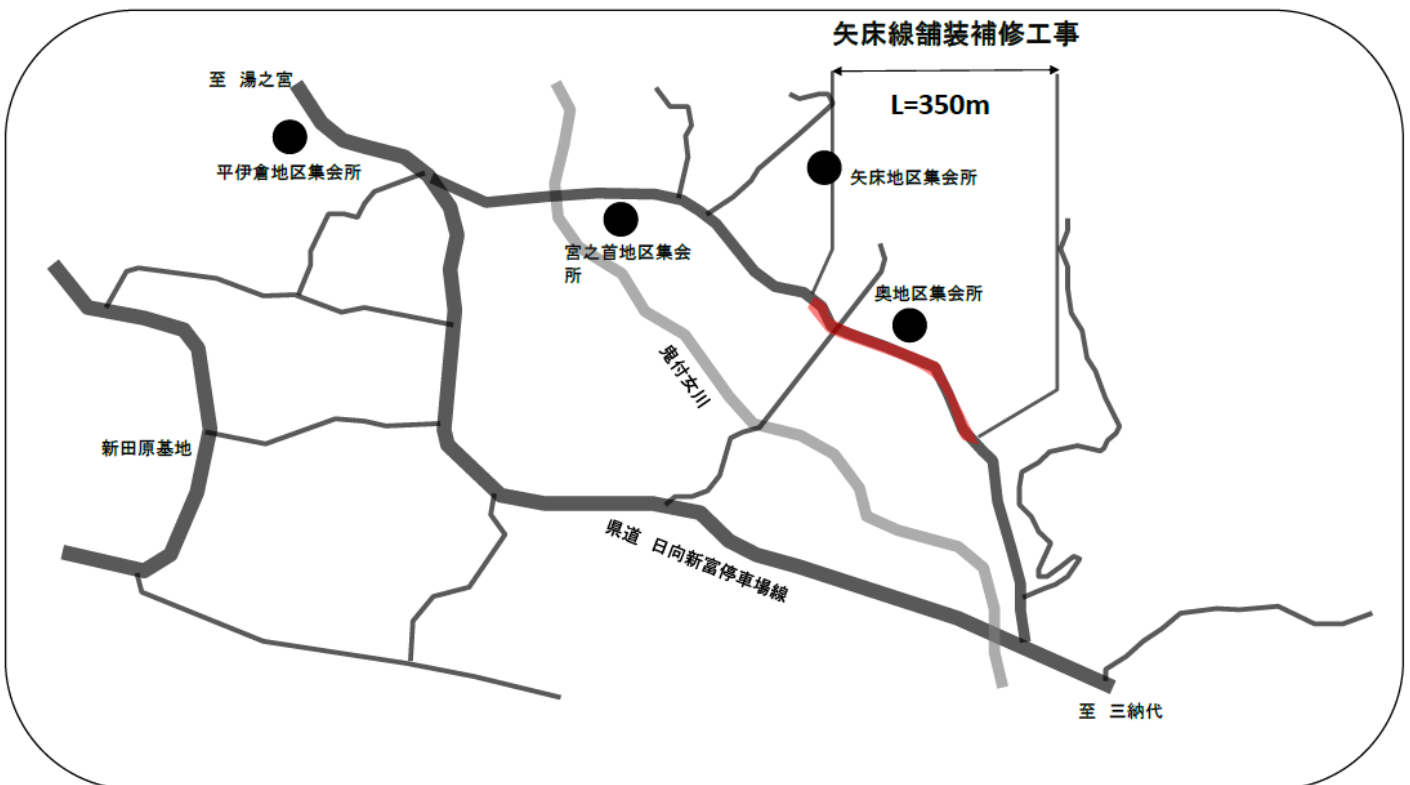 矢床線舗装補修工事
至 湯之宮
L=350m
平伊倉地区集会所
矢床地区集会所
宮之首地区集会
所
奥地区集会所
鬼付女川
新田原基地
県道 日向新富停車場線
至 三納代